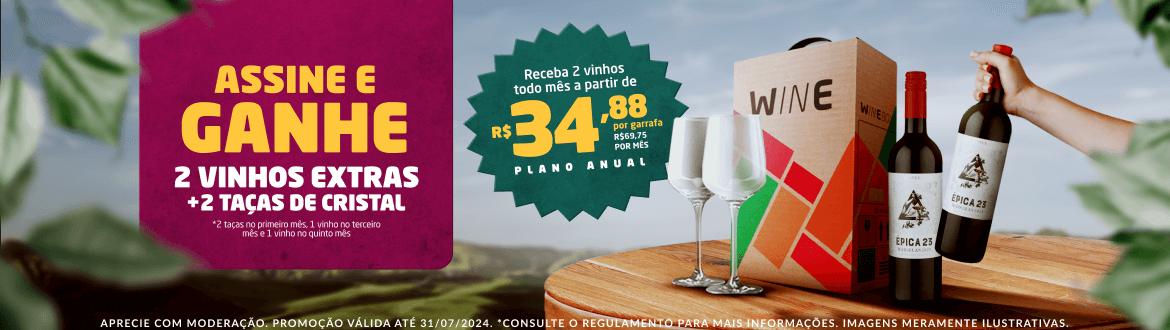 ASSINE E
GANHE
2 VINHOS EXTRAS
+2 TAÇAS DE CRISTAL
*2 taças no primeiro mês, 1 vinho no terceiro
mês e 1 vinho no quinto mês
Receba 2 vinhos
todo mês a partir de
R$ 34,88
por garrafa
R$69,75
POR MÊS
PLANO ANUAL
WINE
WINEBOX
ÉPICA 23
ÉPICA 23
APRECIE COM MODERAÇÃO. PROMOÇÃO VÁLIDA ATÉ 31/07/2024. *CONSULTE O REGULAMENTO PARA MAIS INFORMAÇÕES. IMAGENS MERAMENTE ILUSTRATIVAS.